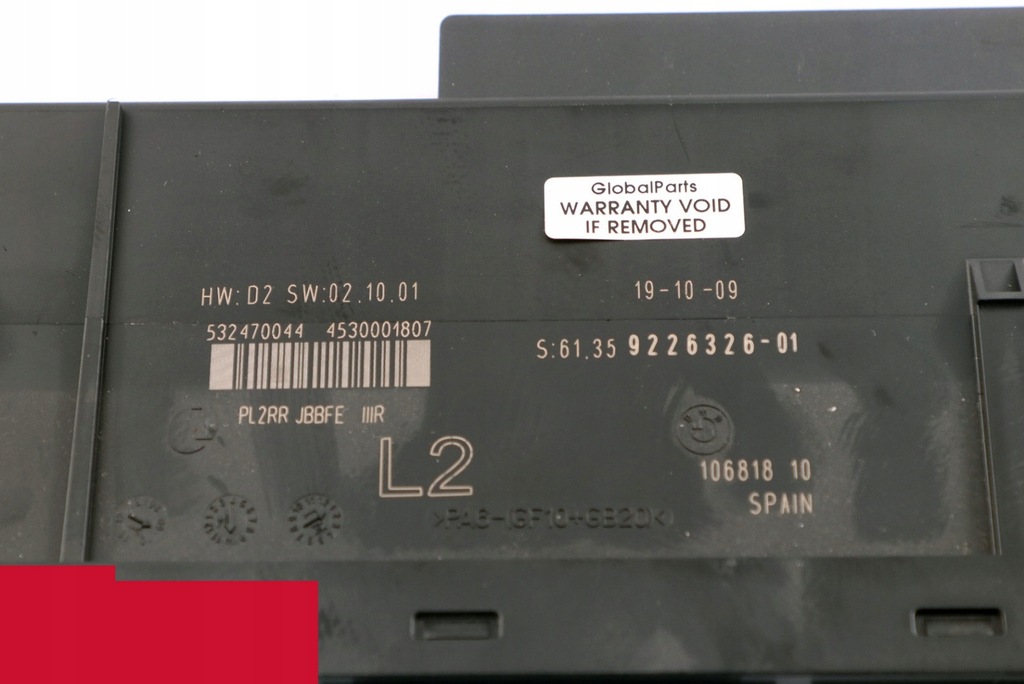 GlobalParts
WARRANTY VOID
IF REMOVED
HW: D2 SW:02.10.01
19-10-09
532470044 4530001807
S:61.35 9226326-01
PL2RR JBBFE IIIR
L2
106818 10
SPAIN